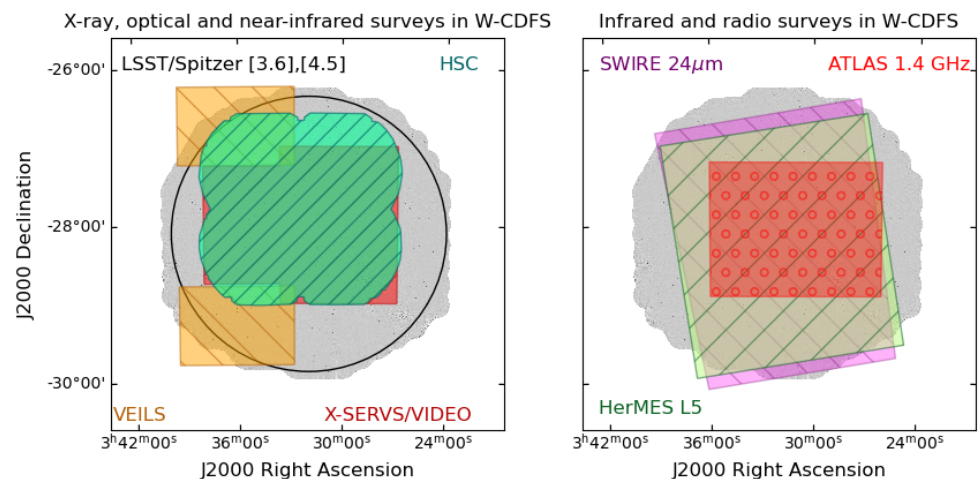 X-ray, optical and near-infrared surveys in W-CDFS
LSST/Spitzer [3.6],[4.5]
HSC
-26°00'
-28°00'
-30°00'
J2000 Declination
VEILS
X-SERVS/VIDEO
3ʰ42ᵐ00ˢ 36ᵐ00ˢ 30ᵐ00ˢ 24ᵐ00ˢ
J2000 Right Ascension
Infrared and radio surveys in W-CDFS
SWIRE 24μm
ATLAS 1.4 GHz
HerMES L5
3ʰ42ᵐ00ˢ 36ᵐ00ˢ 30ᵐ00ˢ 24ᵐ00ˢ
J2000 Right Ascension